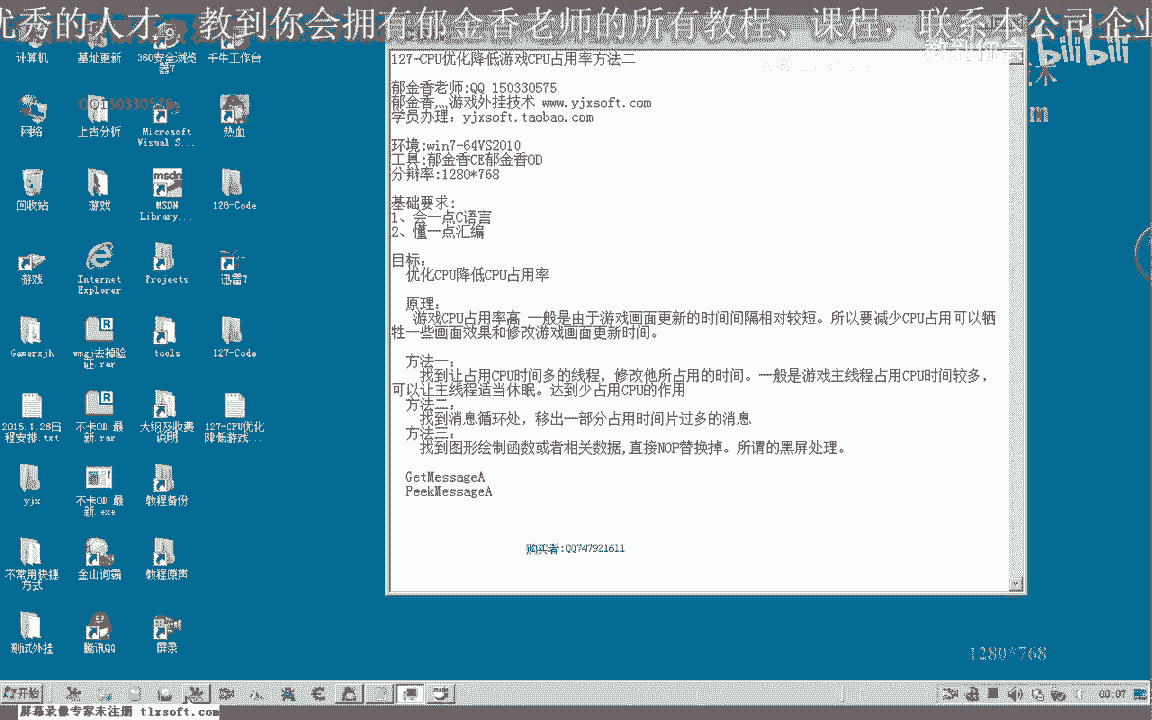 优秀的人才，教到你会拥有郁金香老师的所有教程、课程，联系本公司企业
bilibili
计算机
基址更新
360安全浏览器7
千牛工作台
网络
上古分析
Microsoft Visual S...
热血
回收站
游戏
MSDN Library...
126-Code
游戏
Internet Explorer
Projects
迅雷7
Gamerxjh
wmgj去掉验证.rar
tools
127-Code
2015.1.26日程安排.txt
不卡OD 最新.rar
大纲及收费说明
127-CPU优化降低游戏...
yjx
不卡OD 最新.exe
教程备份
不常用快捷方式
金山词霸
教程原声
测试外挂
腾讯QQ
屏录
127-CPU优化降低游戏CPU占用率方法二
郁金香老师:QQ 150330575
郁金香灬游戏外挂技术 www.yjxsoft.com
学员办理：yjxsoft.taobao.com
环境:win7-64VS2010
工具:郁金香CE郁金香OD
分辩率:1280*768
基础要求：
1、会一点C语言
2、懂一点汇编
目标：
优化CPU降低CPU占用率
原理：
游戏CPU占用率高 一般是由于游戏画面更新的时间间隔相对较短。所以要减少CPU占用可以牺
牲一些画面效果和修改游戏画面更新时间。
方法一：
找到让占用CPU时间多的线程，修改他所占用的时间。一般是游戏主线程占用CPU时间较多，
可以让主线程适当休眠。达到少占用CPU的作用
方法二：
找到消息循环处，移出一部分占用时间片过多的消息
方法三：
找到图形绘制函数或者相关数据,直接NOP替换掉。所谓的黑屏处理。
GetMessageA
PeekMessageA
购买者:QQ747921611
1280*768
开始
00:07
屏幕录像专家未注册 tlxsoft.com